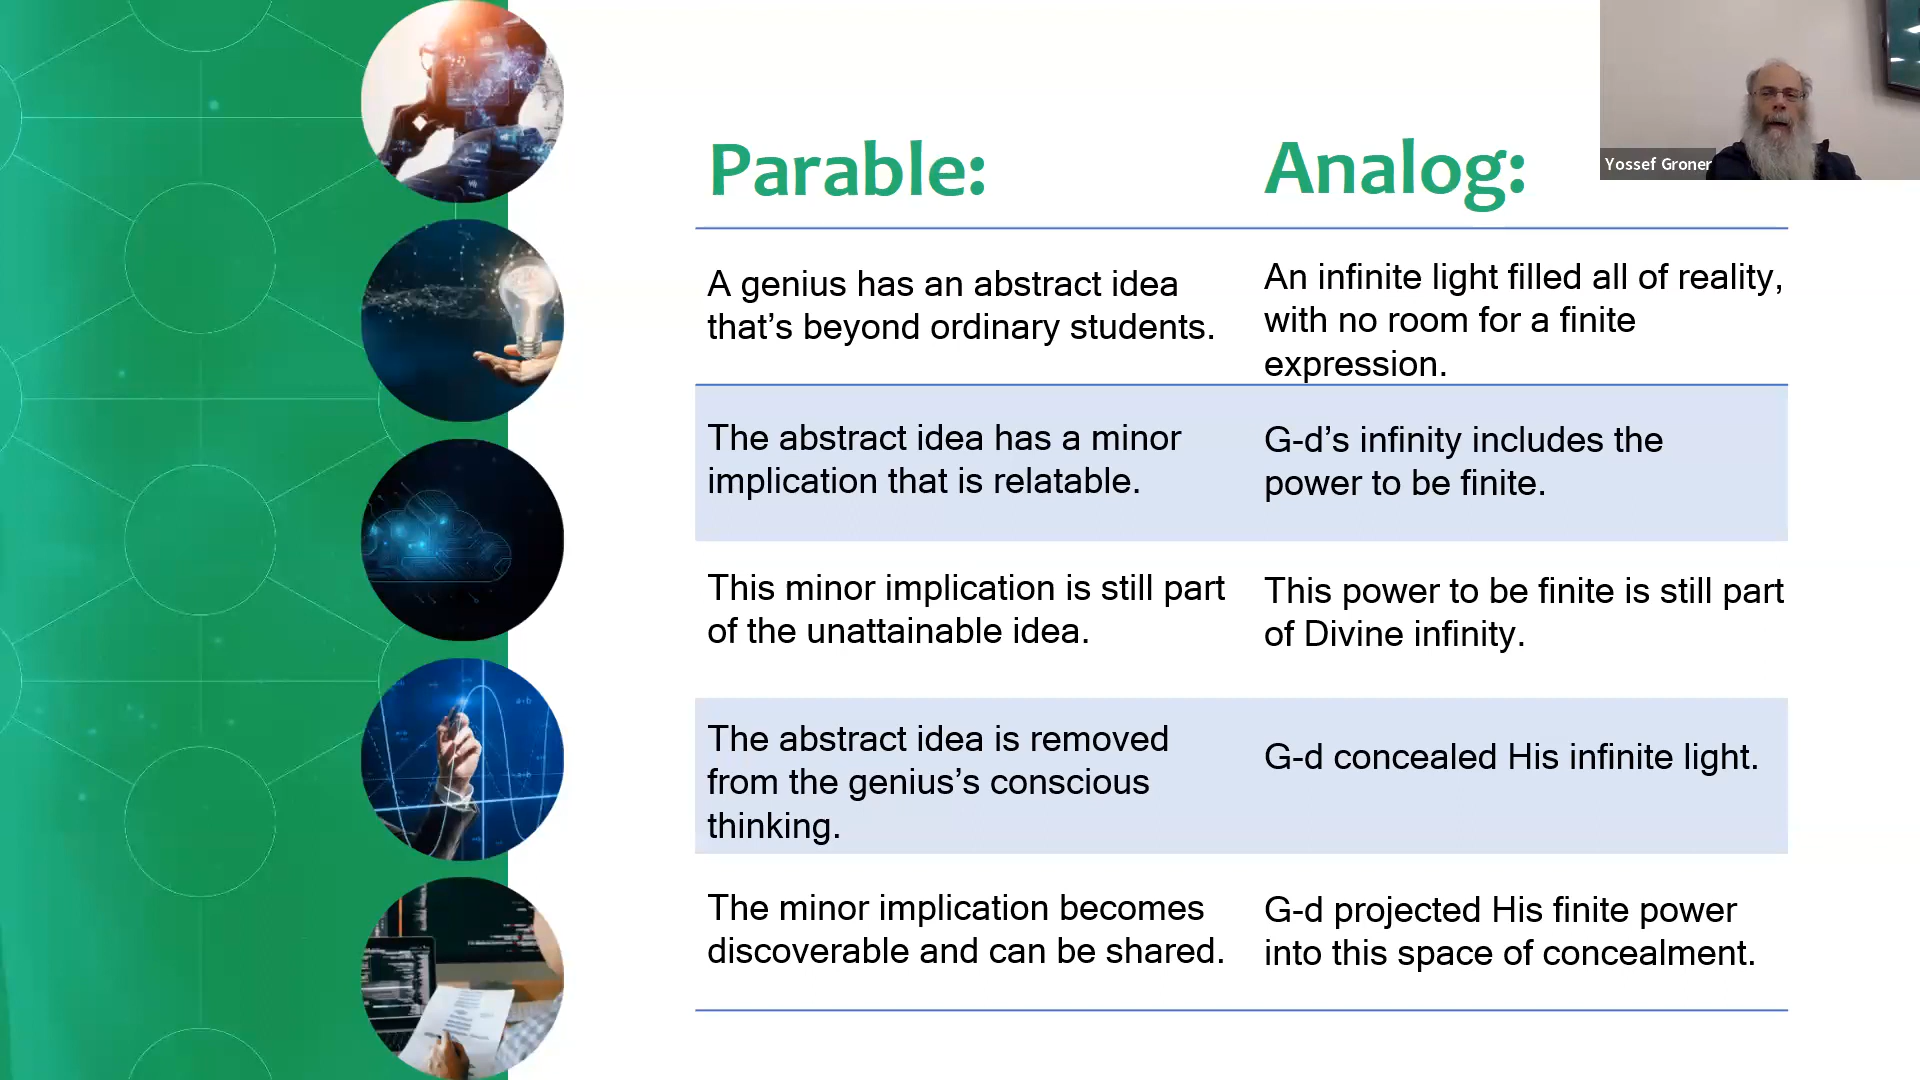 Parable:
Analog:
Yossef Groner
A genius has an abstract idea
that’s beyond ordinary students.
An infinite light filled all of reality,
with no room for a finite
expression.
The abstract idea has a minor
implication that is relatable.
G-d’s infinity includes the
power to be finite.
This minor implication is still part
of the unattainable idea.
This power to be finite is still part
of Divine infinity.
The abstract idea is removed
from the genius’s conscious
thinking.
G-d concealed His infinite light.
The minor implication becomes
discoverable and can be shared.
G-d projected His finite power
into this space of concealment.